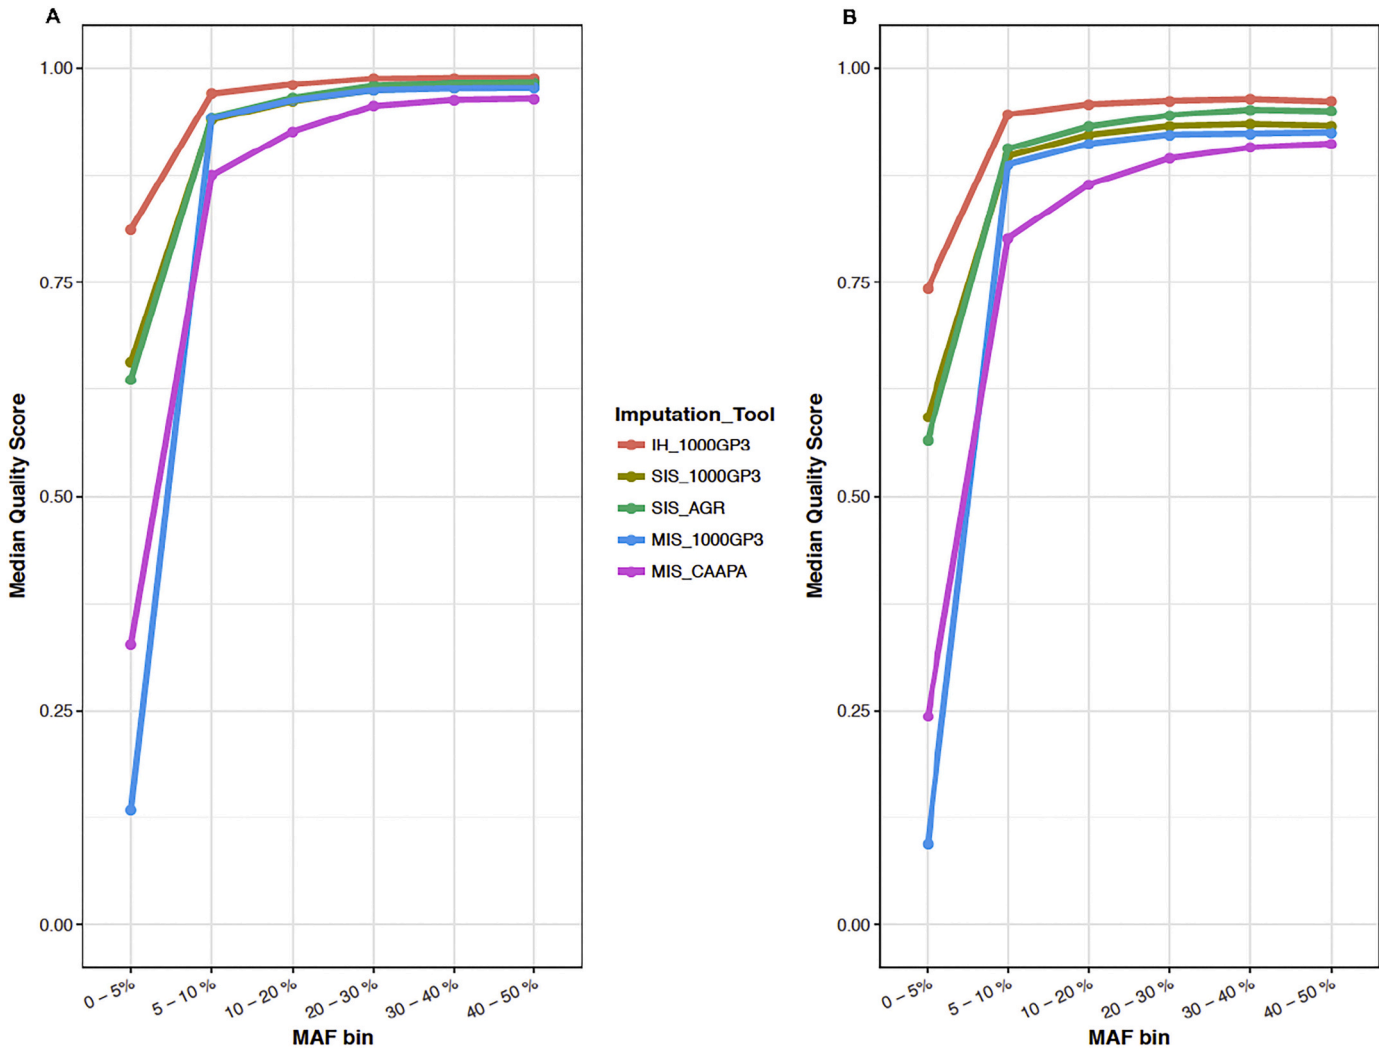 A
1.00
0.75
0.50
0.25
0.00
Median Quality Score
0 – 5%
5 – 10 %
10 – 20 %
20 – 30 %
30 – 40 %
40 – 50 %
MAF bin
Imputation_Tool
IH_1000GP3
SIS_1000GP3
SIS_AGR
MIS_1000GP3
MIS_CAAPA
B
1.00
0.75
0.50
0.25
0.00
Median Quality Score
0 – 5%
5 – 10 %
10 – 20 %
20 – 30 %
30 – 40 %
40 – 50 %
MAF bin